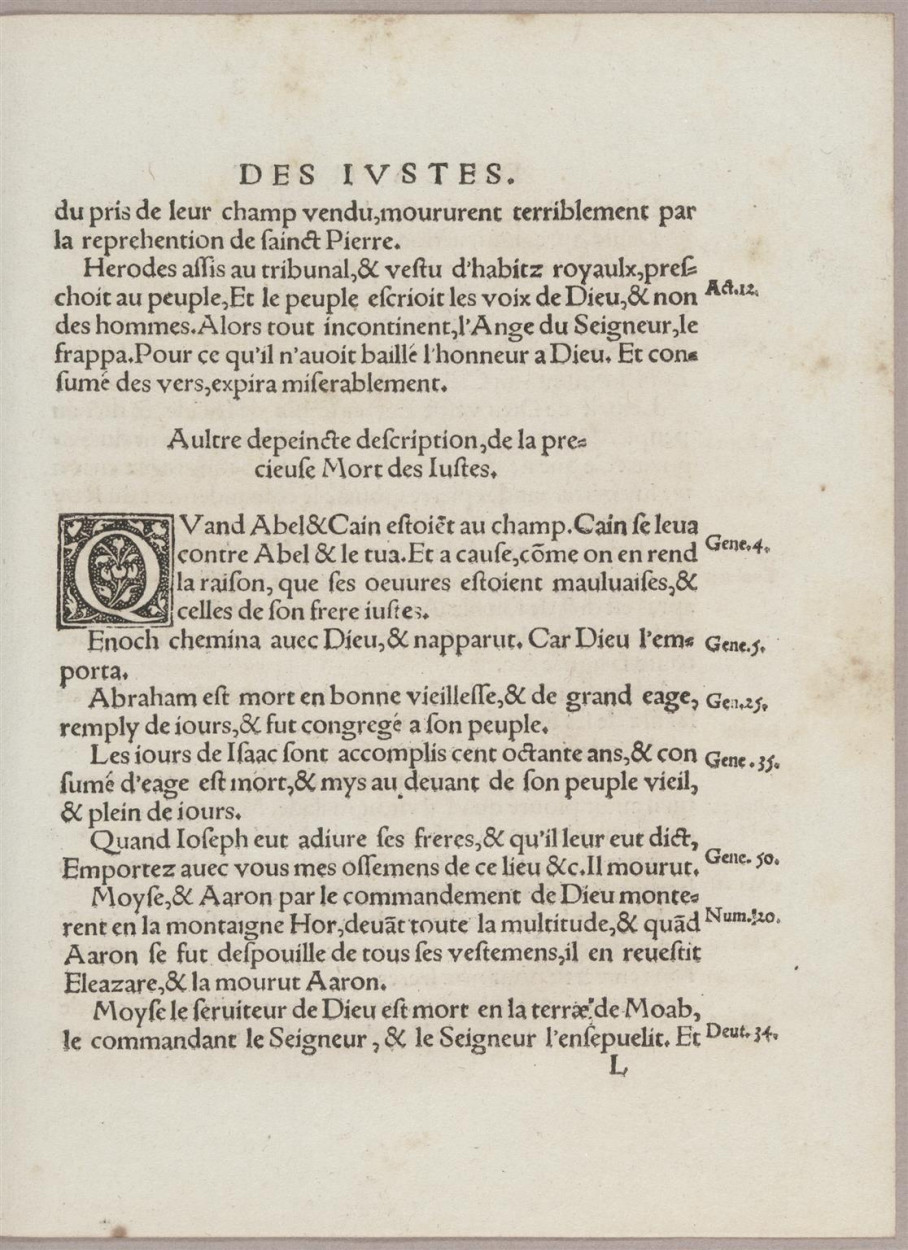 DES IVSTES.
du pris de leur champ vendu,moururent terriblement par
la reprehention de ſainct Pierre.
Herodes aſſis au tribunal,& veſtu d'habitz royaulx,preſ-
choit au peuple,Et le peuple eſcrioit les voix de Dieu,& non Act.12.
des hommes.Alors tout incontinent,l'Ange du Seigneur,le
frappa.Pour ce qu'il n'auoit baillé l'honneur a Dieu. Et con-
ſumé des vers,expira miſerablement.
Aultre depeincte deſcription,de la pre-
cieuſe Mort des Iuſtes.
QVand Abel&Cain eſtoiẽt au champ.Cain ſe leua
contre Abel & le tua.Et a cauſe,cõme on en rend Gene.4.
la raiſon, que ſes oeuures eſtoient mauluaiſes,&
celles de ſon frere iuſtes.
Enoch chemina auec Dieu,& napparut. Car Dieu l'em- Gene.5.
porta.
Abraham eſt mort en bonne vieilleſſe,& de grand eage, Gen.25.
remply de iours,& fut congregé a ſon peuple.
Les iours de Iſaac ſont accomplis cent octante ans,& con Gene.35.
ſumé d'eage eſt mort,& mys au deuant de ſon peuple vieil,
& plein de iours.
Quand Ioſeph eut adiure ſes freres,& qu'il leur eut dict,
Emportez auec vous mes oſſemens de ce lieu &c.Il mourut. Gene. 50.
Moyſe,& Aaron par le commandement de Dieu monte-
rent en la montaigne Hor,deuãt toute la multitude,& quãd Num.20.
Aaron ſe fut deſpouille de tous ſes veſtemens,il en reueſtit
Eleazare,& la mourut Aaron.
Moyſe le ſeruiteur de Dieu eſt mort en la terræ de Moab,
le commandant le Seigneur , & le Seigneur l'enſepuelit. Et Deut. 34.
L